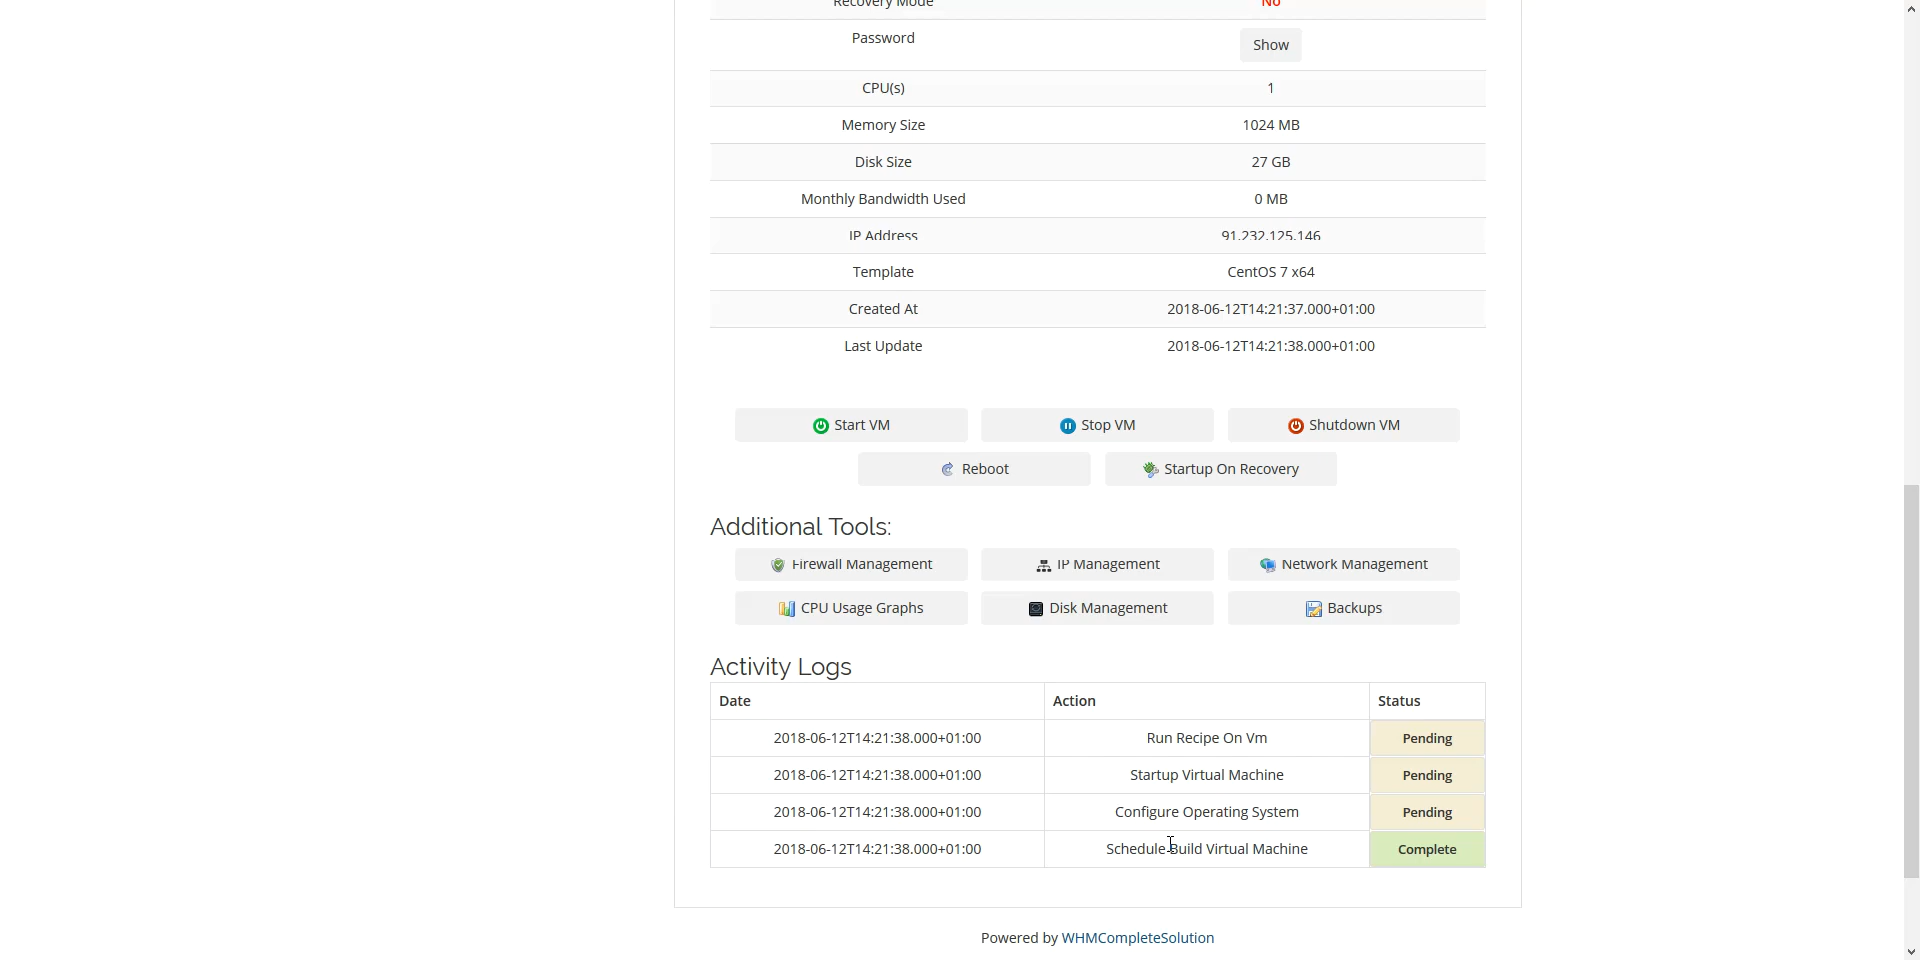 Recovery Mode No
Password Show
CPU(s) 1
Memory Size 1024 MB
Disk Size 27 GB
Monthly Bandwidth Used 0 MB
IP Address 91.232.125.146
Template CentOS 7 x64
Created At 2018-06-12T14:21:37.000+01:00
Last Update 2018-06-12T14:21:38.000+01:00
Start VM Stop VM Shutdown VM
Reboot Startup On Recovery
Additional Tools:
Firewall Management IP Management Network Management
CPU Usage Graphs Disk Management Backups
Activity Logs
Date Action Status
2018-06-12T14:21:38.000+01:00 Run Recipe On Vm Pending
2018-06-12T14:21:38.000+01:00 Startup Virtual Machine Pending
2018-06-12T14:21:38.000+01:00 Configure Operating System Pending
2018-06-12T14:21:38.000+01:00 Schedule Build Virtual Machine Complete
Powered by WHMCompleteSolution